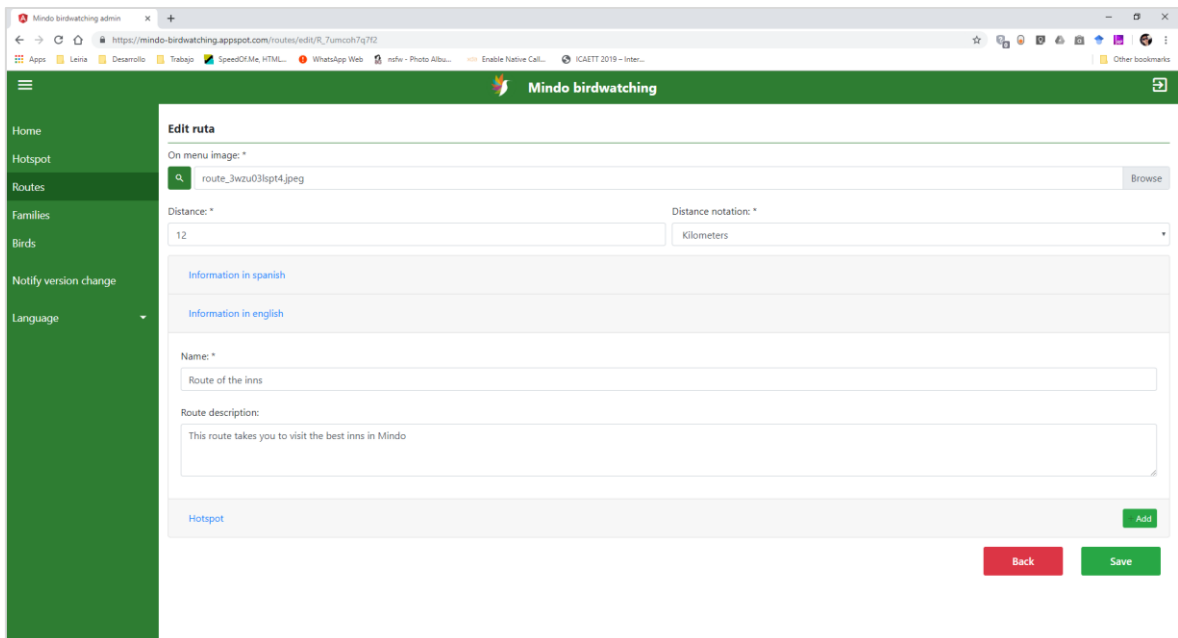 Mindo birdwatching admin
https://mindo-birdwatching.appspot.com/routes/edit/R_7umcoh7q7f2
Apps Leiria Desarrollo Trabajo SpeedOf.Me, HTML... WhatsApp Web nsfw - Photo Albu... Enable Native Call... ICAETT 2019 – Inter... Other bookmarks
Mindo birdwatching
Home
Hotspot
Routes
Families
Birds
Notify version change
Language
Edit ruta
On menu image: *
route_3wzu03lspt4.jpeg Browse
Distance: * Distance notation: *
12 Kilometers
Information in spanish
Information in english
Name: *
Route of the inns
Route description:
This route takes you to visit the best inns in Mindo
Hotspot + Add
Back Save